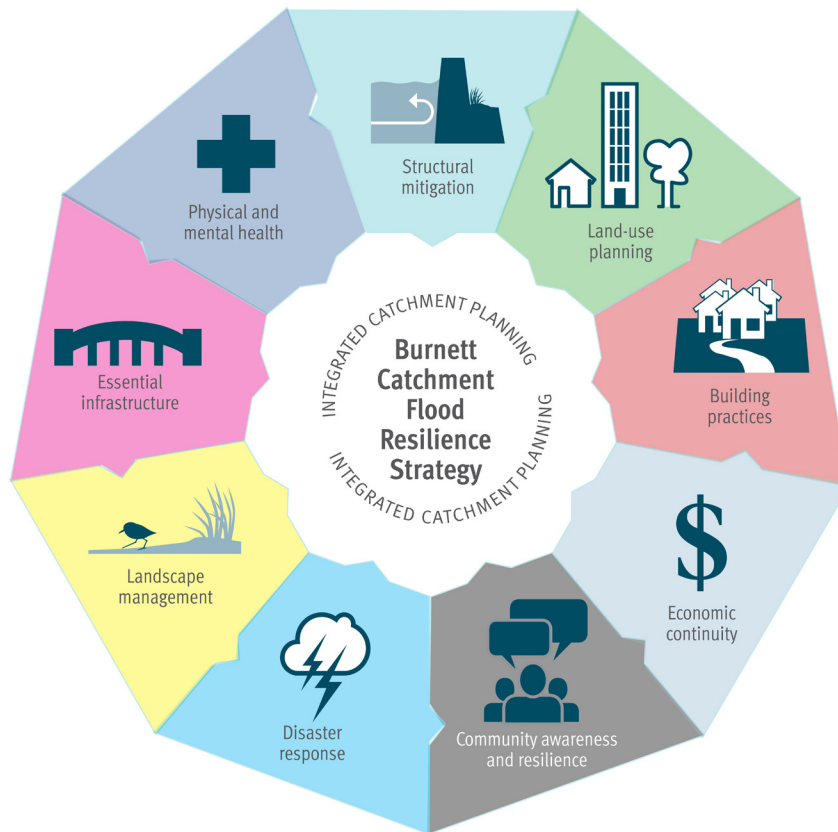 Structural
mitigation
Land-use
planning
Building
practices
$
Economic
continuity
Community awareness
and resilience
Disaster
response
Landscape
management
Essential
infrastructure
Physical and
mental health
INTEGRATED CATCHMENT PLANNING
Burnett
Catchment
Flood
Resilience
Strategy
INTEGRATED CATCHMENT PLANNING